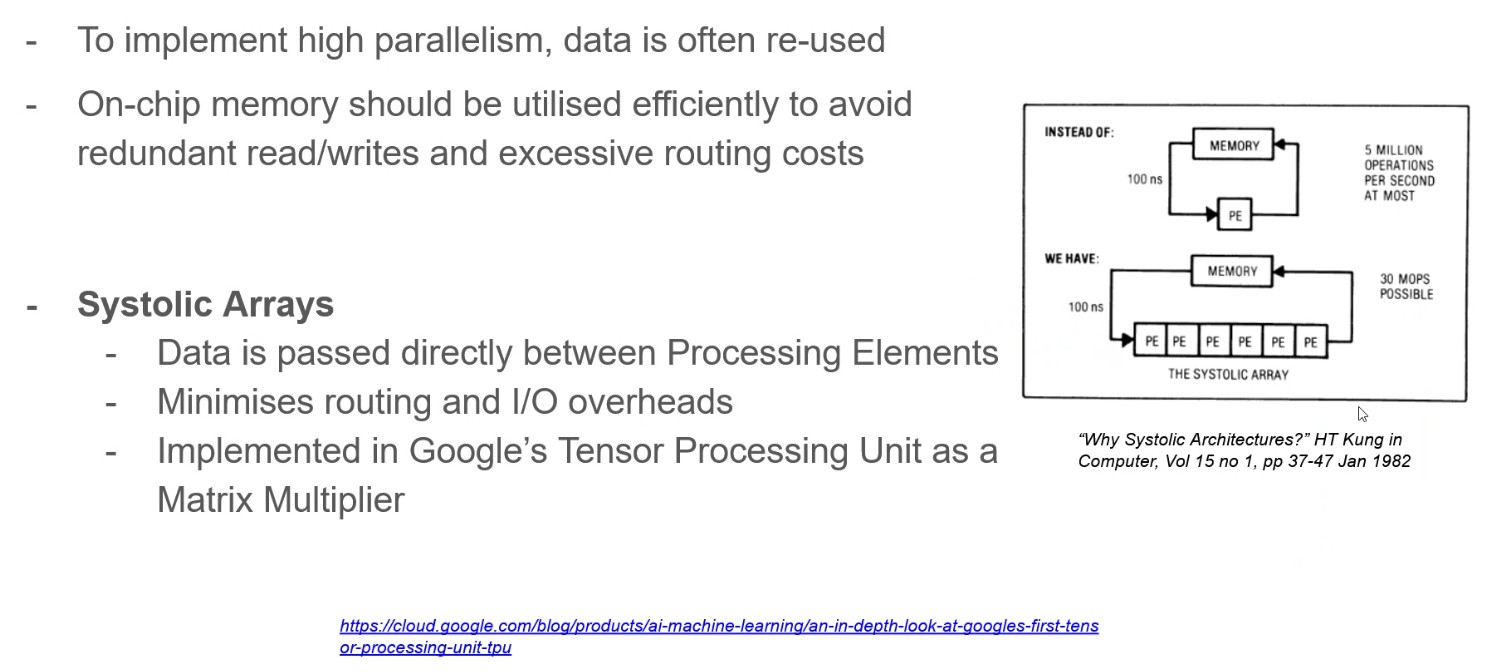 - To implement high parallelism, data is often re-used
- On-chip memory should be utilised efficiently to avoid
redundant read/writes and excessive routing costs
- Systolic Arrays
- Data is passed directly between Processing Elements
- Minimises routing and I/O overheads
- Implemented in Google's Tensor Processing Unit as a
Matrix Multiplier
INSTEAD OF:
MEMORY
100 ns
PE
5 MILLION
OPERATIONS
PER SECOND
AT MOST
WE HAVE:
MEMORY
100 ns
PE PE PE PE PE PE
THE SYSTOLIC ARRAY
30 MOPS
POSSIBLE
“Why Systolic Architectures?” HT Kung in
Computer, Vol 15 no 1, pp 37-47 Jan 1982
https://cloud.google.com/blog/products/ai-machine-learning/an-in-depth-look-at-googles-first-tens
or-processing-unit-tpu